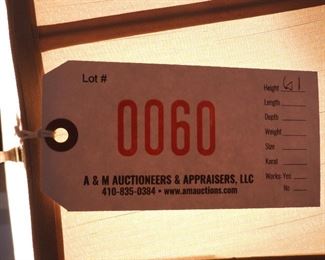 Lot #
0060
A & M AUCTIONEERS & APPRAISERS, LLC
410-835-0384 • www.amauctions.com
Height 61
Length
Depth
Weight
Size
Karat
Works: Yes
No